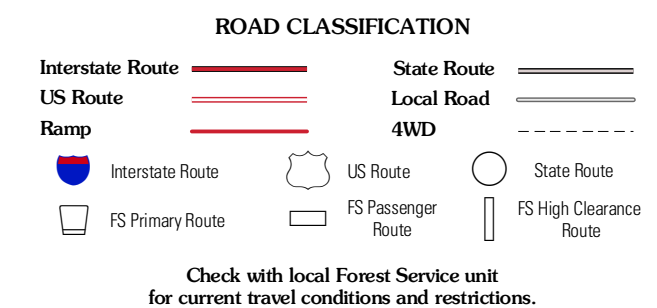 ROAD CLASSIFICATION
Interstate Route
State Route
US Route
Local Road
Ramp
4WD
Interstate Route
US Route
State Route
FS Primary Route
FS Passenger
Route
FS High Clearance
Route
Check with local Forest Service unit
for current travel conditions and restrictions.